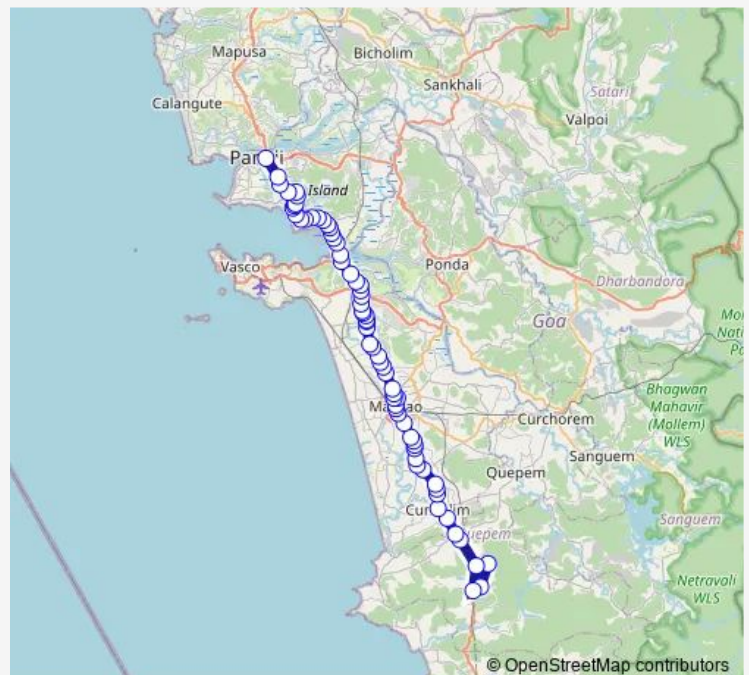 Mapusa
Bicholim
Sankhali
Satari
Calangute
Valpoi
Island
Vasco
Ponda
Dharbandora
Goa
Bhagwan
Mahavir
(Mollem)
WLS
Curchorem
Sanguem
Quepem
Sanguem
Netravali
WLS
© OpenStreetMap contributors